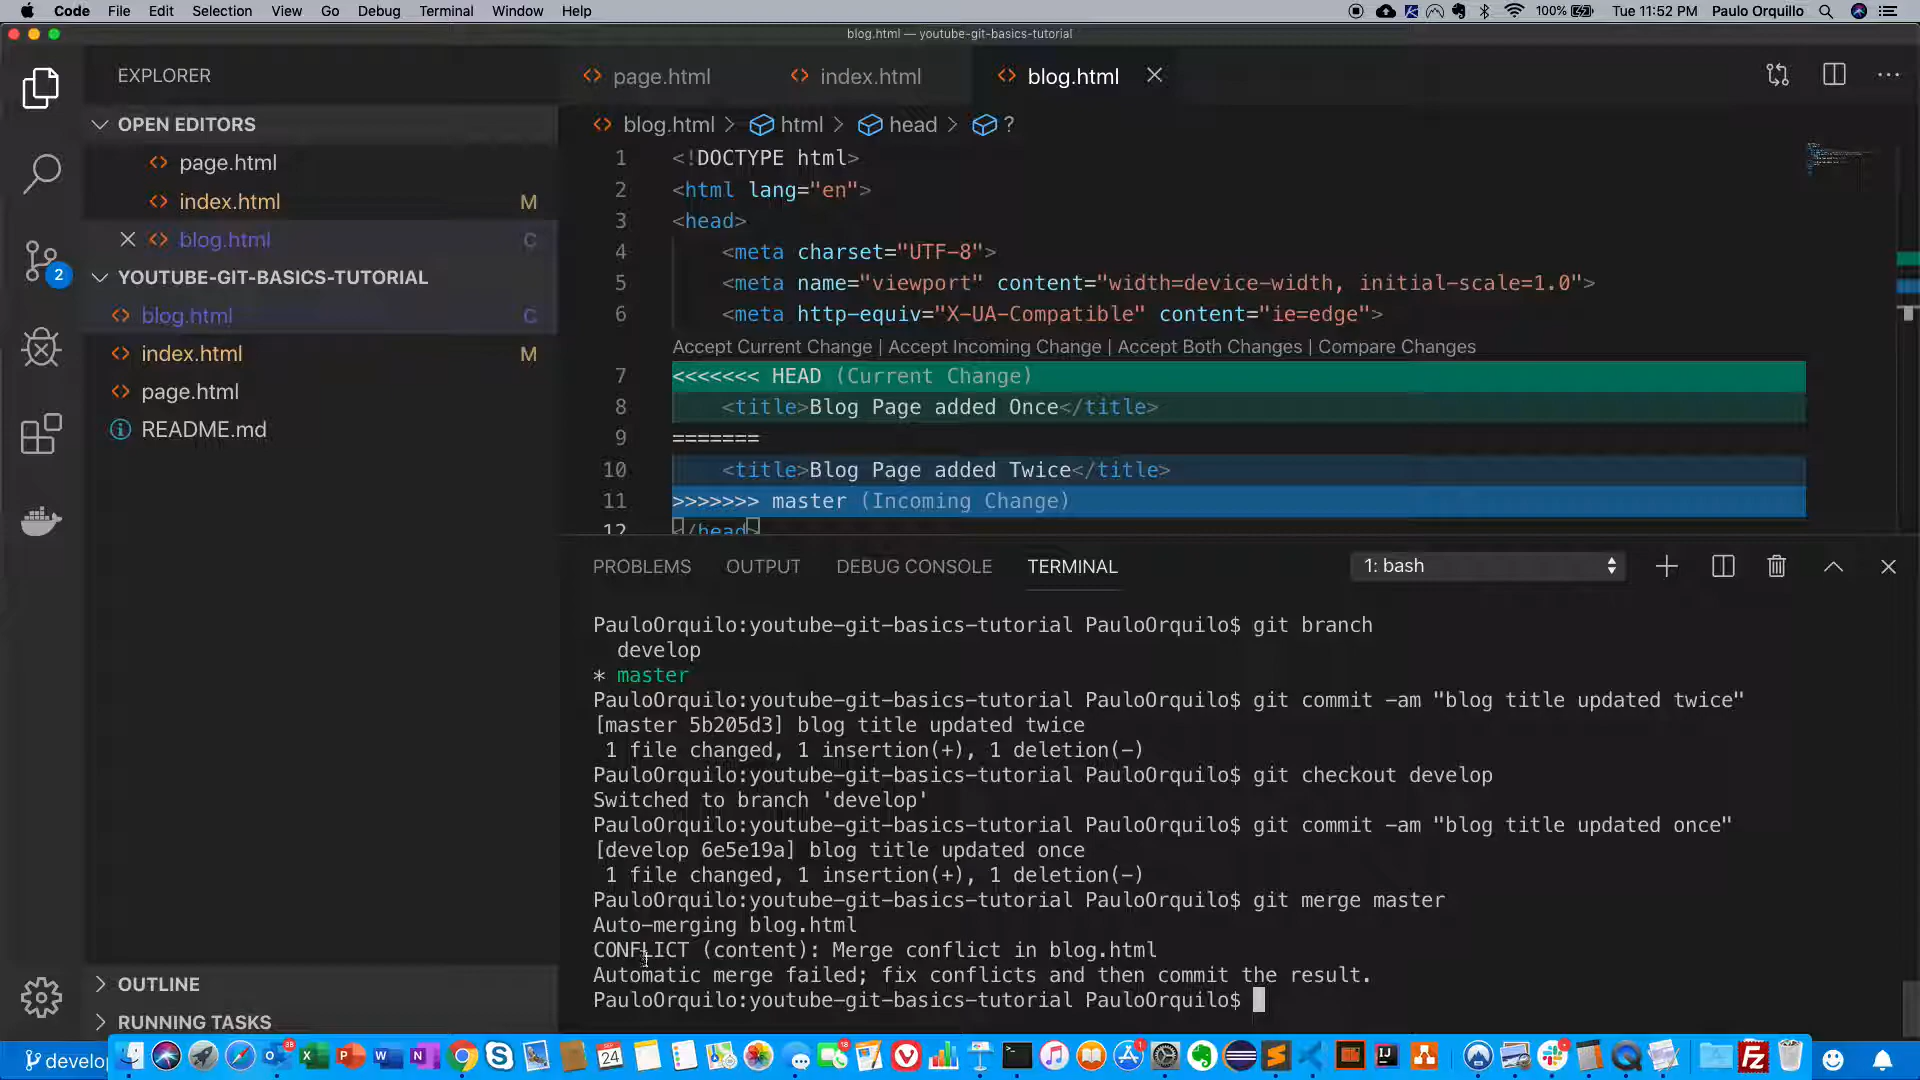 Code File Edit Selection View Go Debug Terminal Window Help
100% Tue 11:52 PM Paulo Orquillo
blog.html — youtube-git-basics-tutorial
EXPLORER
OPEN EDITORS
page.html
index.html M
blog.html C
YOUTUBE-GIT-BASICS-TUTORIAL
blog.html C
index.html M
page.html
README.md
2
OUTLINE
RUNNING TASKS
page.html index.html blog.html
blog.html > html > head > ?
1 <!DOCTYPE html>
2 <html lang="en">
3 <head>
4 <meta charset="UTF-8">
5 <meta name="viewport" content="width=device-width, initial-scale=1.0">
6 <meta http-equiv="X-UA-Compatible" content="ie=edge">
Accept Current Change | Accept Incoming Change | Accept Both Changes | Compare Changes
7 <<<<<<< HEAD (Current Change)
8 <title>Blog Page added Once</title>
9 =======
10 <title>Blog Page added Twice</title>
11 >>>>>>> master (Incoming Change)
12 </head>
PROBLEMS OUTPUT DEBUG CONSOLE TERMINAL 1: bash
PauloOrquilo:youtube-git-basics-tutorial PauloOrquilo$ git branch
develop
* master
PauloOrquilo:youtube-git-basics-tutorial PauloOrquilo$ git commit -am "blog title updated twice"
[master 5b205d3] blog title updated twice
1 file changed, 1 insertion(+), 1 deletion(-)
PauloOrquilo:youtube-git-basics-tutorial PauloOrquilo$ git checkout develop
Switched to branch 'develop'
PauloOrquilo:youtube-git-basics-tutorial PauloOrquilo$ git commit -am "blog title updated once"
[develop 6e5e19a] blog title updated once
1 file changed, 1 insertion(+), 1 deletion(-)
PauloOrquilo:youtube-git-basics-tutorial PauloOrquilo$ git merge master
Auto-merging blog.html
CONFLICT (content): Merge conflict in blog.html
Automatic merge failed; fix conflicts and then commit the result.
PauloOrquilo:youtube-git-basics-tutorial PauloOrquilo$